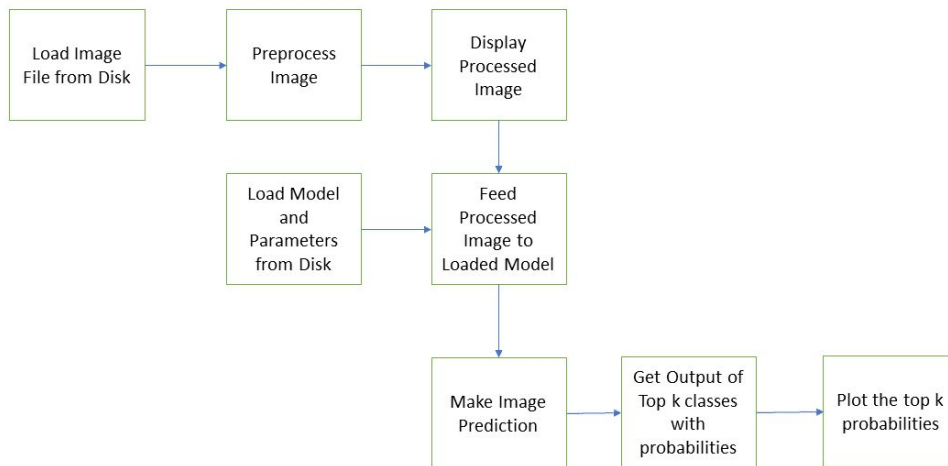 Load Image
File from Disk
Preprocess
Image
Display
Processed
Image
Load Model
and
Parameters
from Disk
Feed
Processed
Image to
Loaded Model
Make Image
Prediction
Get Output of
Top k classes
with
probabilities
Plot the top k
probabilities